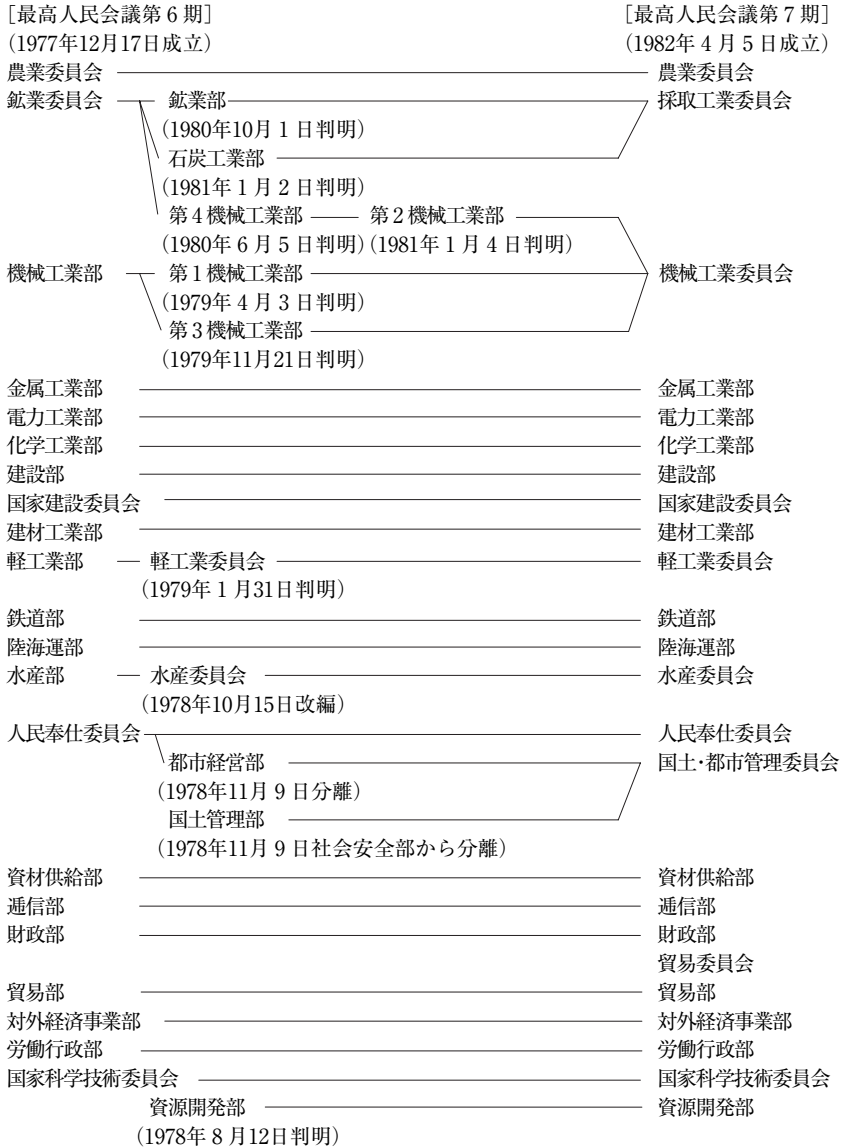 ［最高人民会議第６期］ ［最高人民会議第７期］
（1977年12月17日成立） （1982年４月５日成立）
農業委員会 農業委員会
鉱業委員会 鉱業部 採取工業委員会
（1980年10月１日判明）
石炭工業部
（1981年１月２日判明）
第４機械工業部 第２機械工業部
（1980年６月５日判明）（1981年１月４日判明）
機械工業部 第１機械工業部 機械工業委員会
（1979年４月３日判明）
第３機械工業部
（1979年11月21日判明）
金属工業部 金属工業部
電力工業部 電力工業部
化学工業部 化学工業部
建設部 建設部
国家建設委員会 国家建設委員会
建材工業部 建材工業部
軽工業部 軽工業委員会 軽工業委員会
（1979年１月31日判明）
鉄道部 鉄道部
陸海運部 陸海運部
水産部 水産委員会 水産委員会
（1978年10月15日改編）
人民奉仕委員会 人民奉仕委員会
都市経営部 国土・都市管理委員会
（1978年11月９日分離）
国土管理部
（1978年11月９日社会安全部から分離）
資材供給部 資材供給部
逓信部 逓信部
財政部 財政部
貿易委員会
貿易部 貿易部
対外経済事業部 対外経済事業部
労働行政部 労働行政部
国家科学技術委員会 国家科学技術委員会
資源開発部 資源開発部
（1978年８月12日判明）